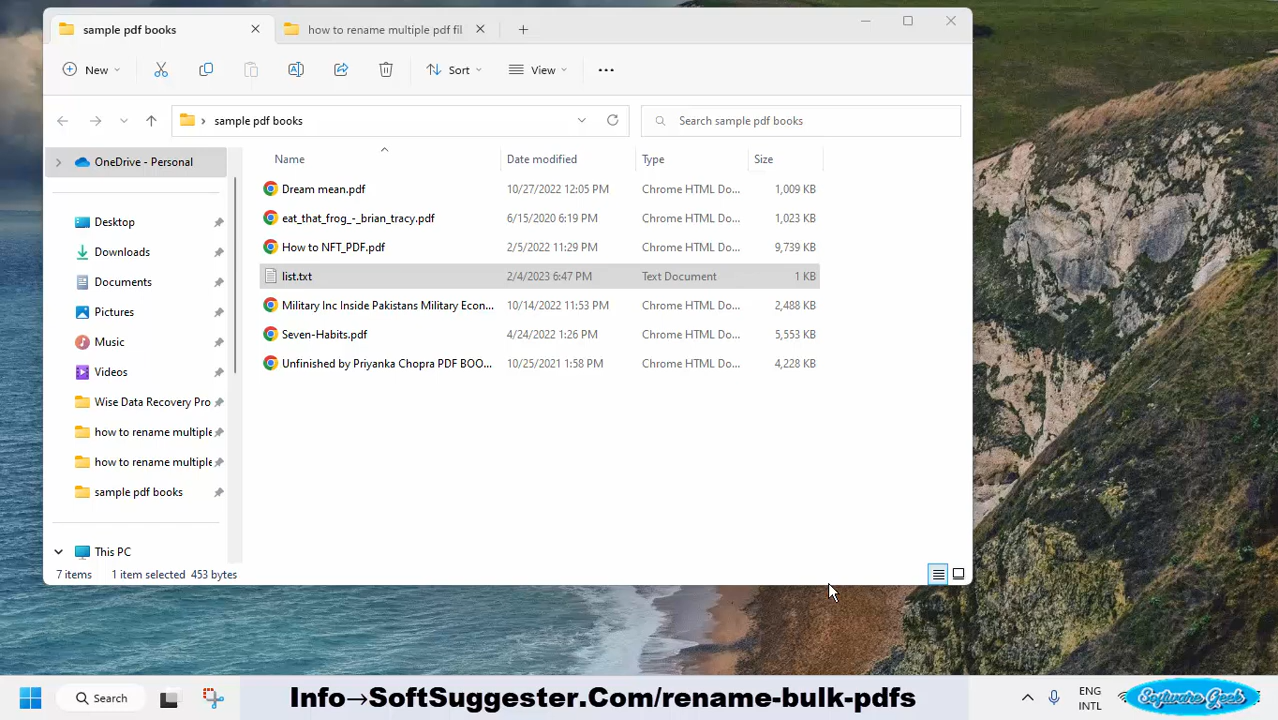 sample pdf books
how to rename multiple pdf fil
New
Sort
View
sample pdf books
Search sample pdf books
Name
Date modified
Type
Size
OneDrive - Personal
Desktop
Downloads
Documents
Pictures
Music
Videos
Wise Data Recovery Pro
how to rename multiple
how to rename multiple
sample pdf books
This PC
Dream mean.pdf 10/27/2022 12:05 PM Chrome HTML Do... 1,009 KB
eat_that_frog_-_brian_tracy.pdf 6/15/2020 6:19 PM Chrome HTML Do... 1,023 KB
How to NFT_PDF.pdf 2/5/2022 11:29 PM Chrome HTML Do... 9,739 KB
list.txt 2/4/2023 6:47 PM Text Document 1 KB
Military Inc Inside Pakistans Military Econ... 10/14/2022 11:53 PM Chrome HTML Do... 2,488 KB
Seven-Habits.pdf 4/24/2022 1:26 PM Chrome HTML Do... 5,553 KB
Unfinished by Priyanka Chopra PDF BOO... 10/25/2021 1:58 PM Chrome HTML Do... 4,228 KB
7 items 1 item selected 453 bytes
Search
Info→SoftSuggester.Com/rename-bulk-pdfs
ENG
INTL
Software Geek